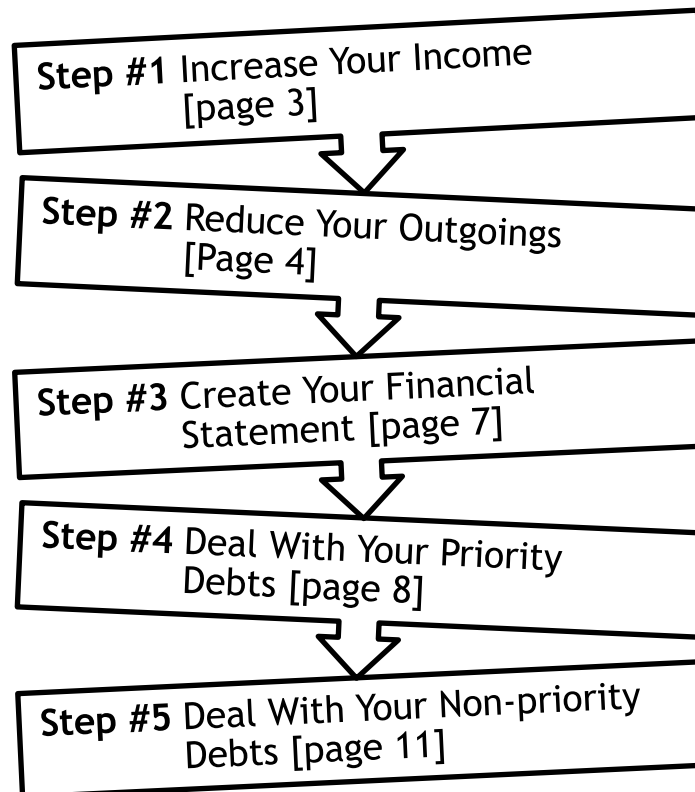 Step #1 Increase Your Income
[page 3]
Step #2 Reduce Your Outgoings
[Page 4]
Step #3 Create Your Financial
Statement [page 7]
Step #4 Deal With Your Priority
Debts [page 8]
Step #5 Deal With Your Non-priority
Debts [page 11]